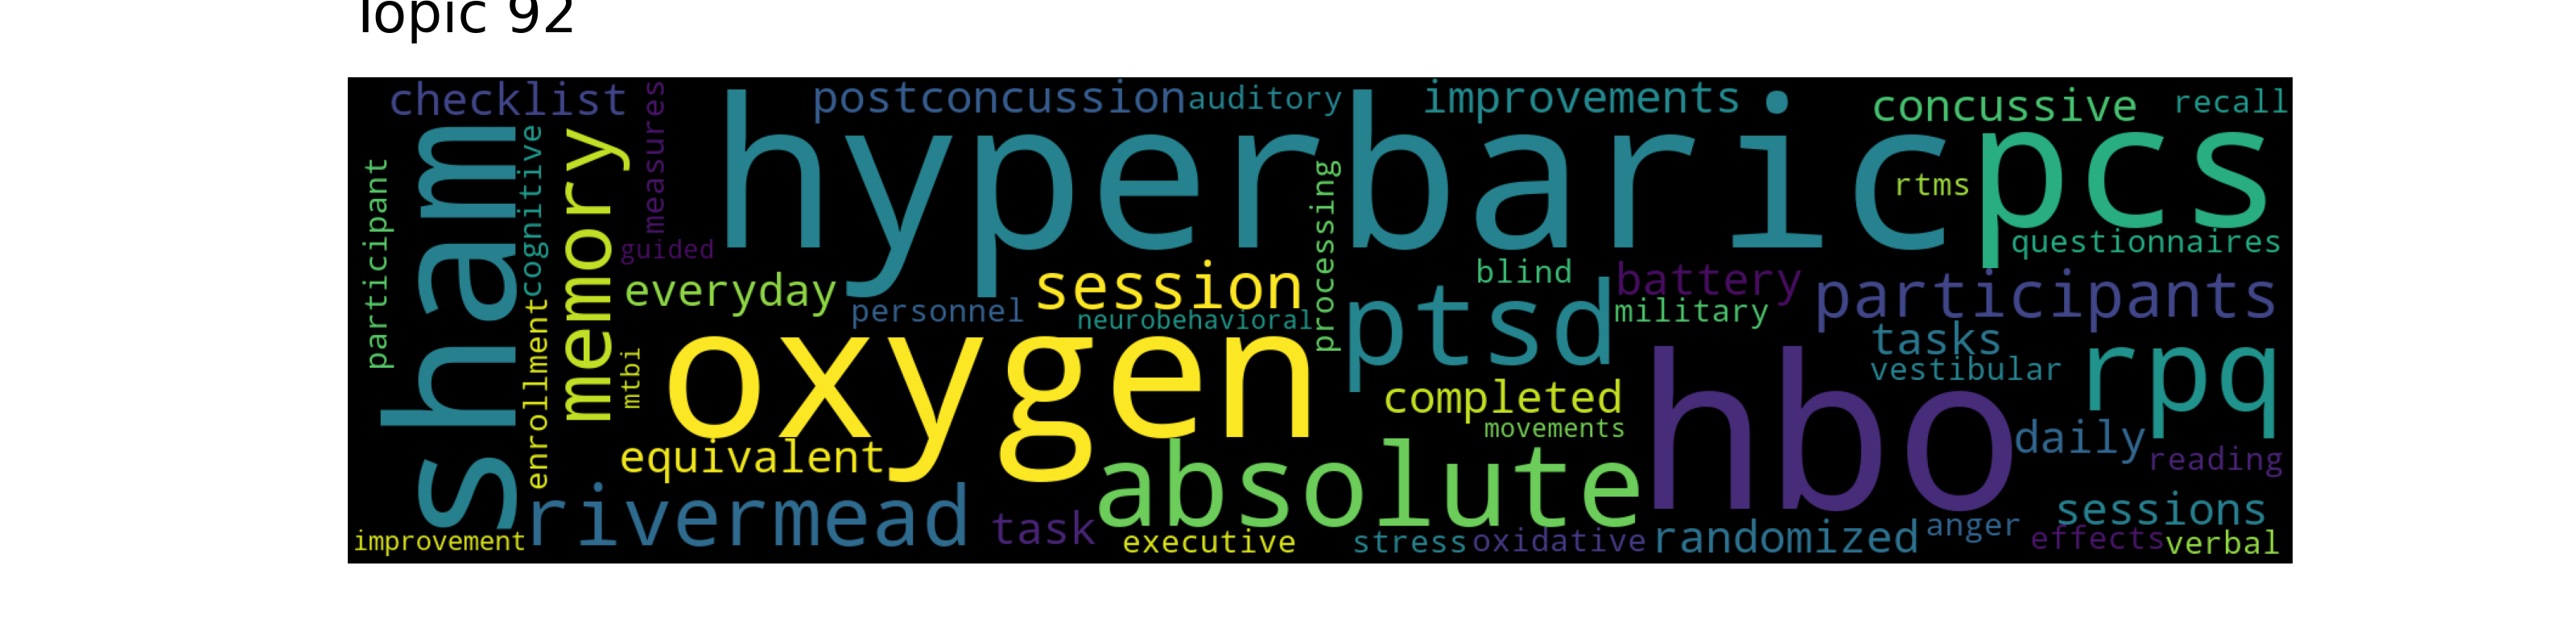 Topic 92
checklist
measures
postconcussion
auditory
improvements
concussive
recall
hyperbaric
pcs
rtms
participant
sham
cognitive
memory
guided
processing
questionnaires
everyday
session
blind
battery
participants
personnel
neurobehavioral
ptsd
military
tasks
enrollment
mtbi
oxygen
completed
vestibular
rpq
movements
hbo
daily
equivalent
absolute
reading
rivermead
task
sessions
improvement
executive
stress
oxidative
randomized
anger
effects
verbal